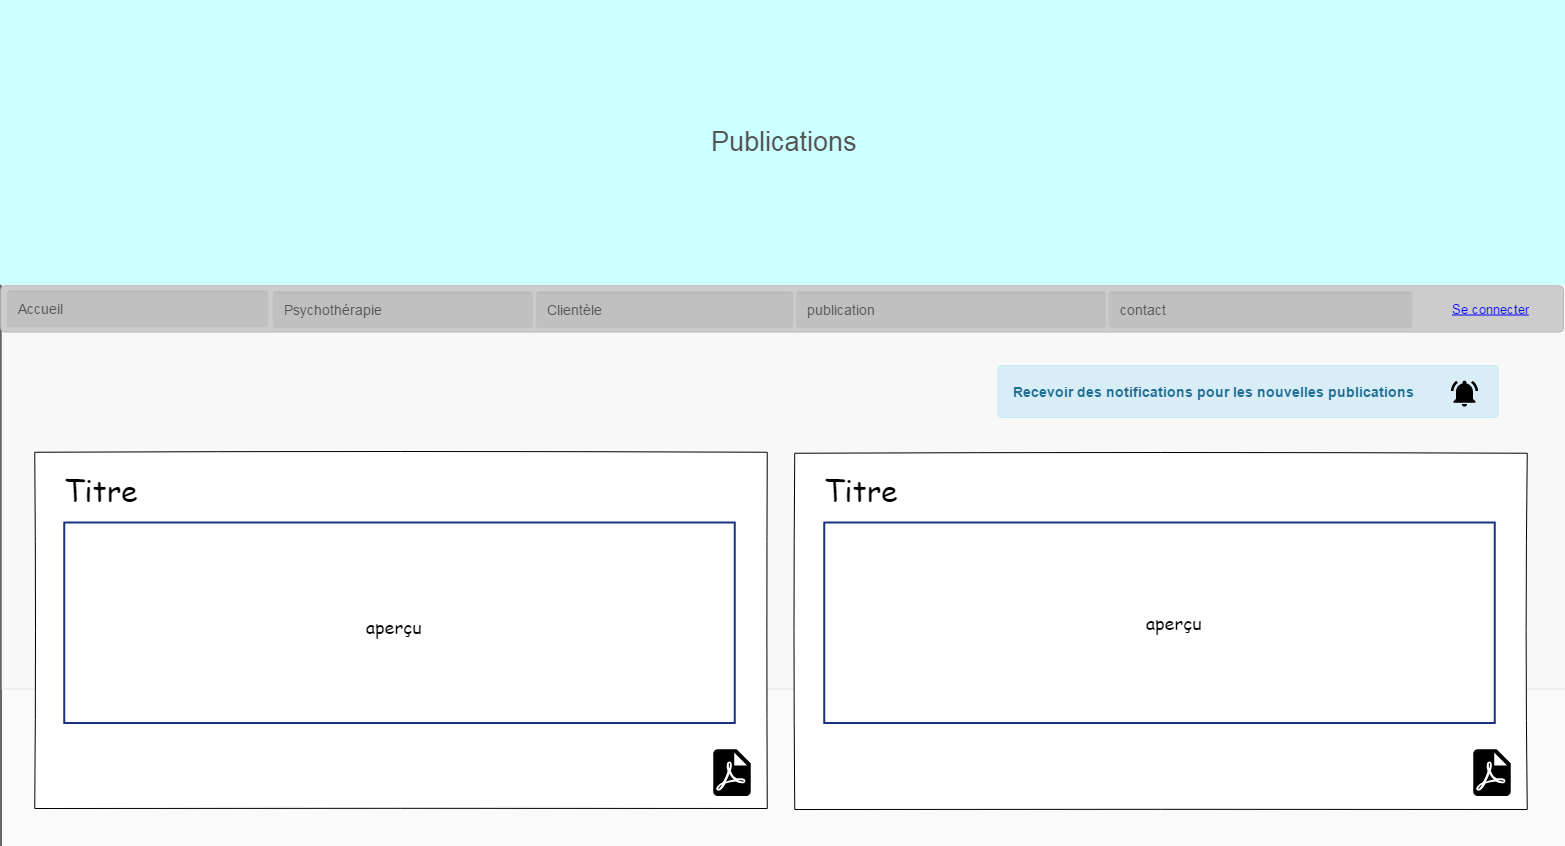 Publications
Accueil
Psychothérapie
Clientèle
publication
contact
Se connecter
Recevoir des notifications pour les nouvelles publications
Titre
aperçu
Titre
aperçu